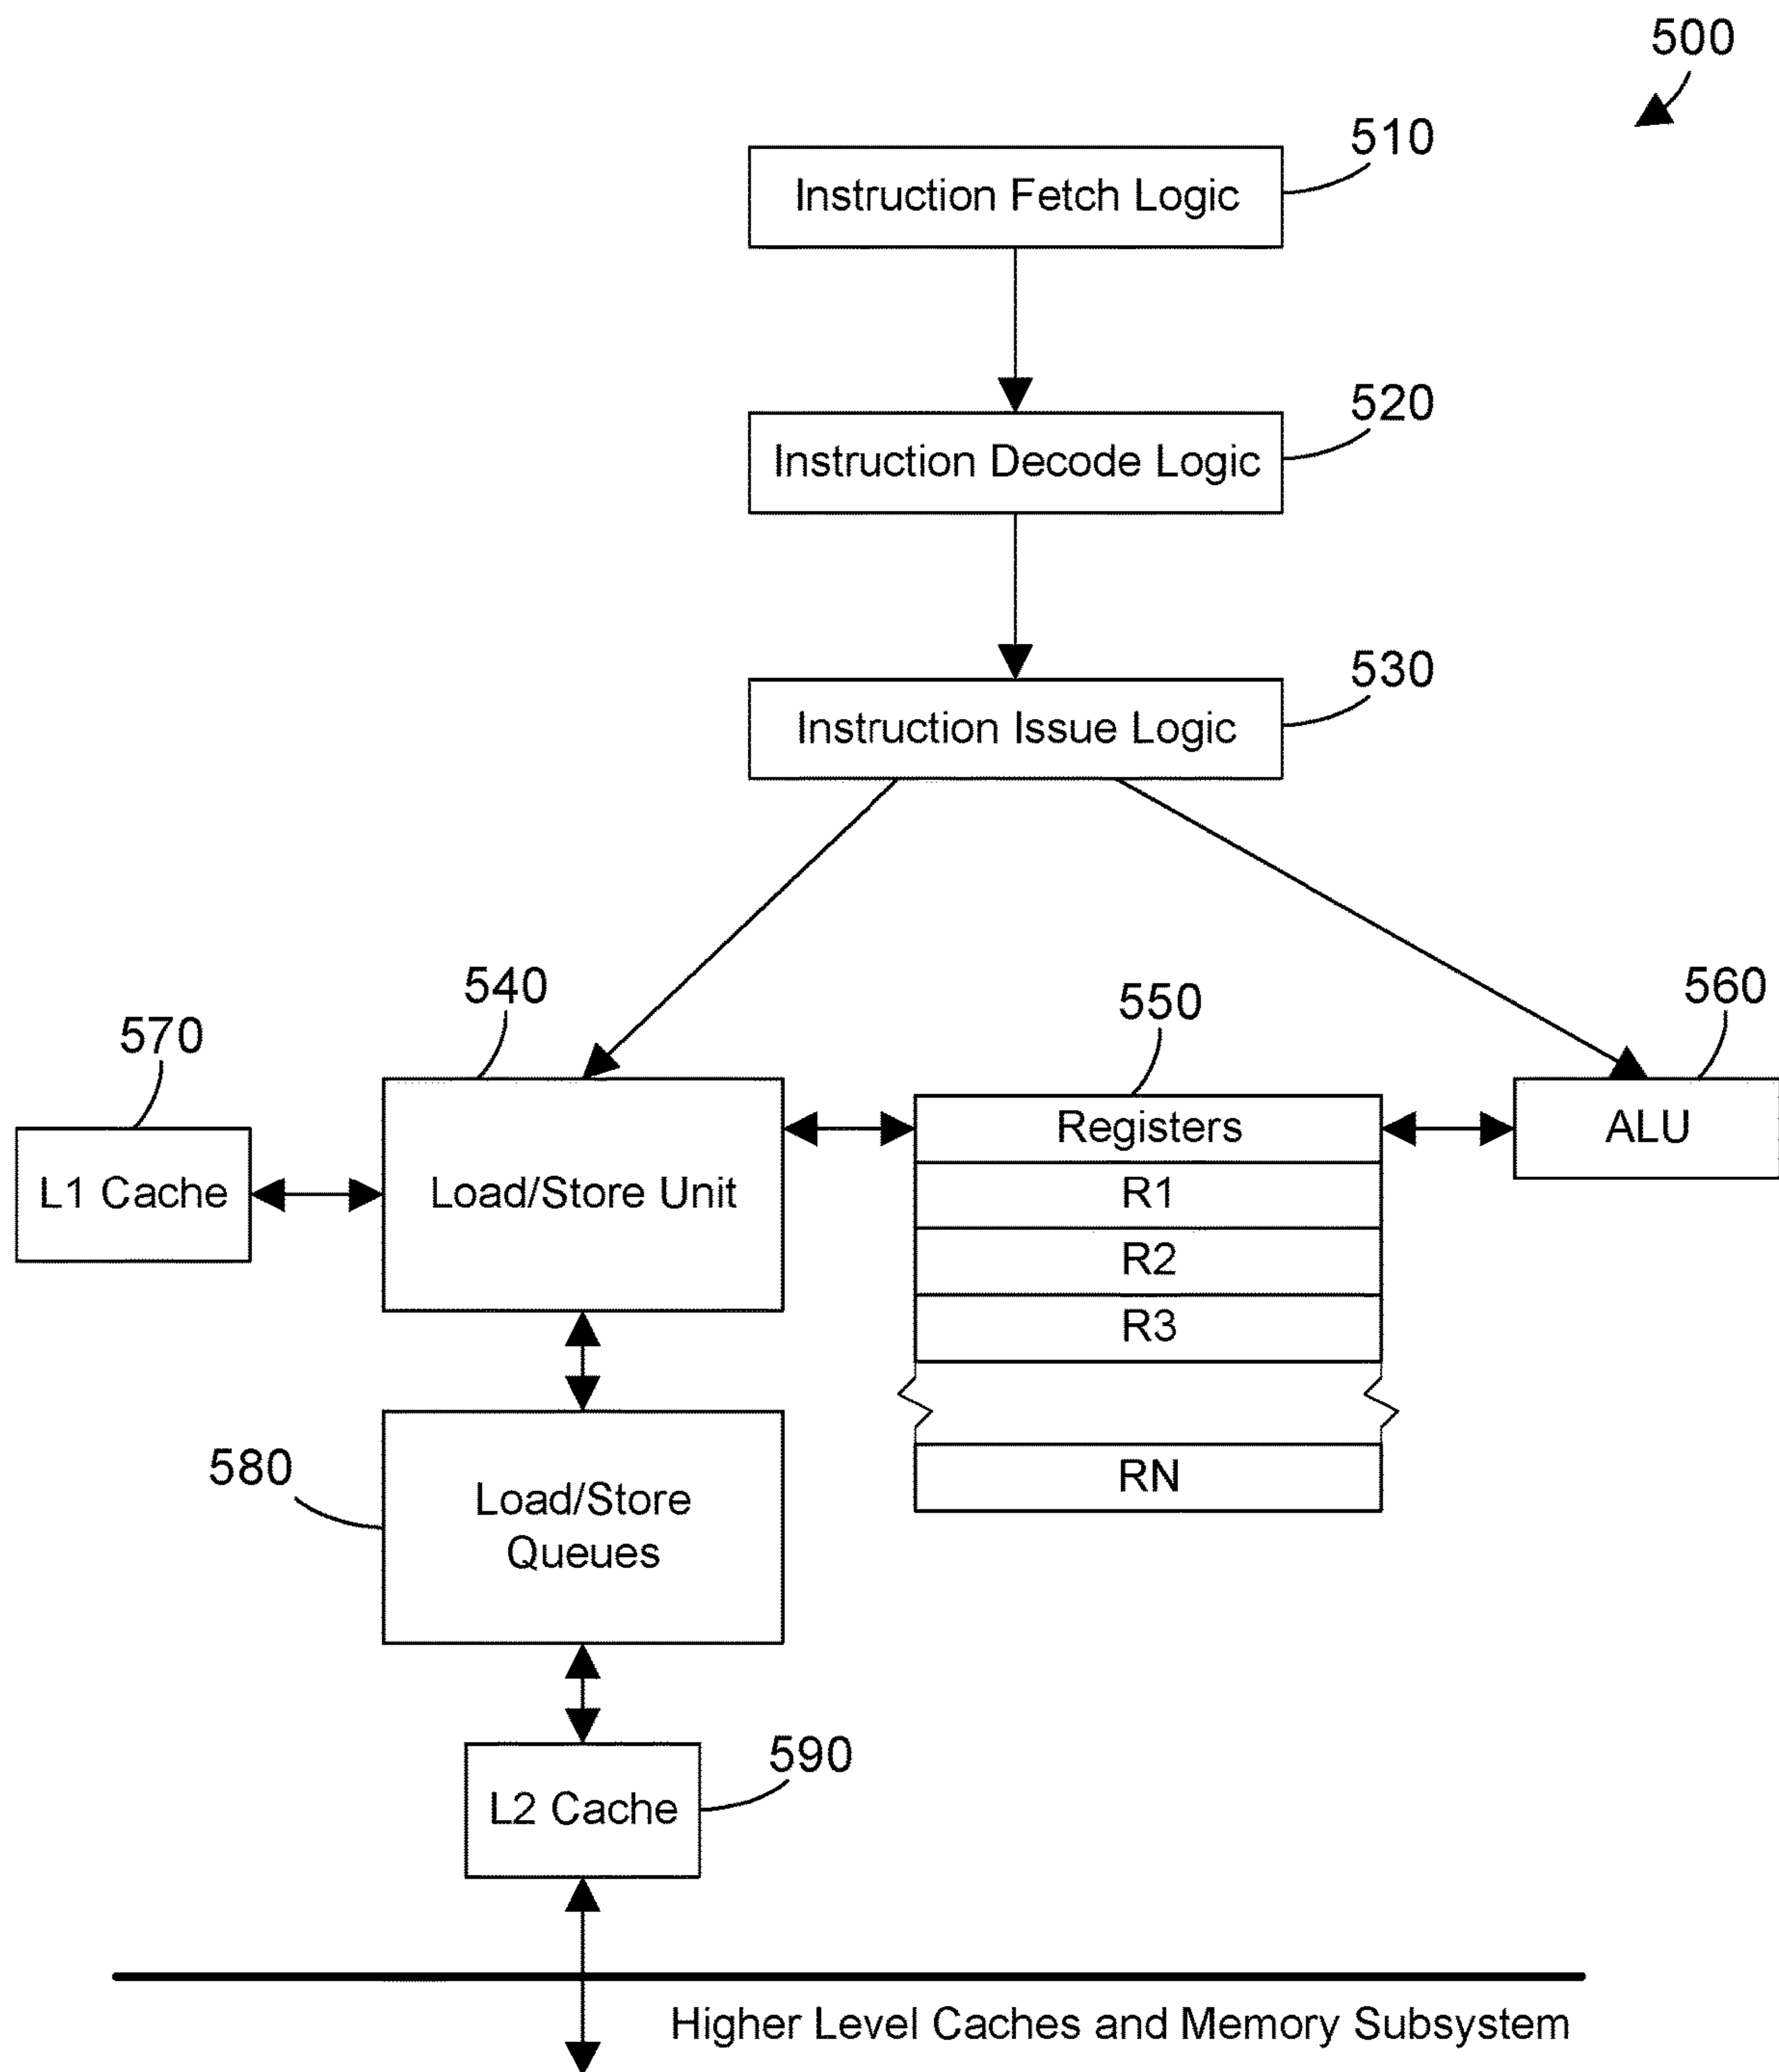 500
510
Instruction Fetch Logic
520
Instruction Decode Logic
530
Instruction Issue Logic
540
550
560
570
Registers
ALU
L1 Cache
Load/Store Unit
R1
R2
R3
580
Load/Store
Queues
RN
590
L2 Cache
Higher Level Caches and Memory Subsystem